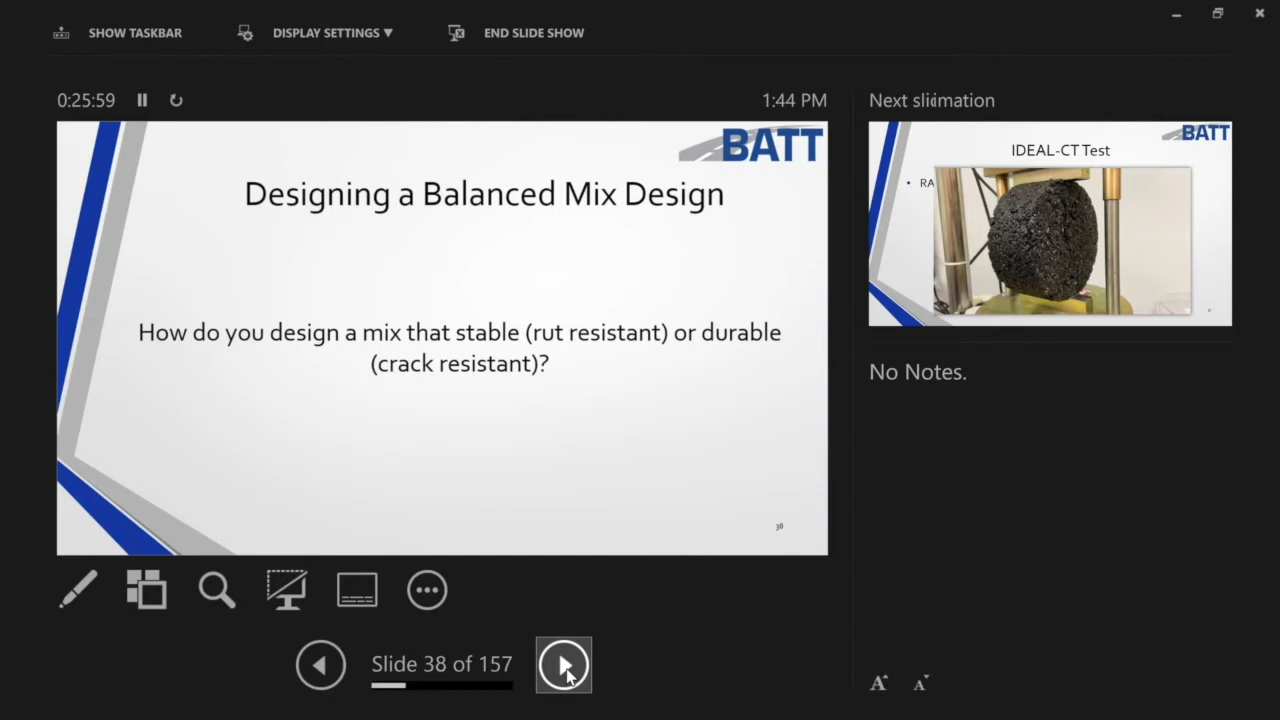 SHOW TASKBAR
DISPLAY SETTINGS ▼
END SLIDE SHOW
0:25:59
1:44 PM
BATT
Designing a Balanced Mix Design
How do you design a mix that stable (rut resistant) or durable
(crack resistant)?
38
Slide 38 of 157
Next
BATT
IDEAL-CT Test
• RA
No Notes.
A
A